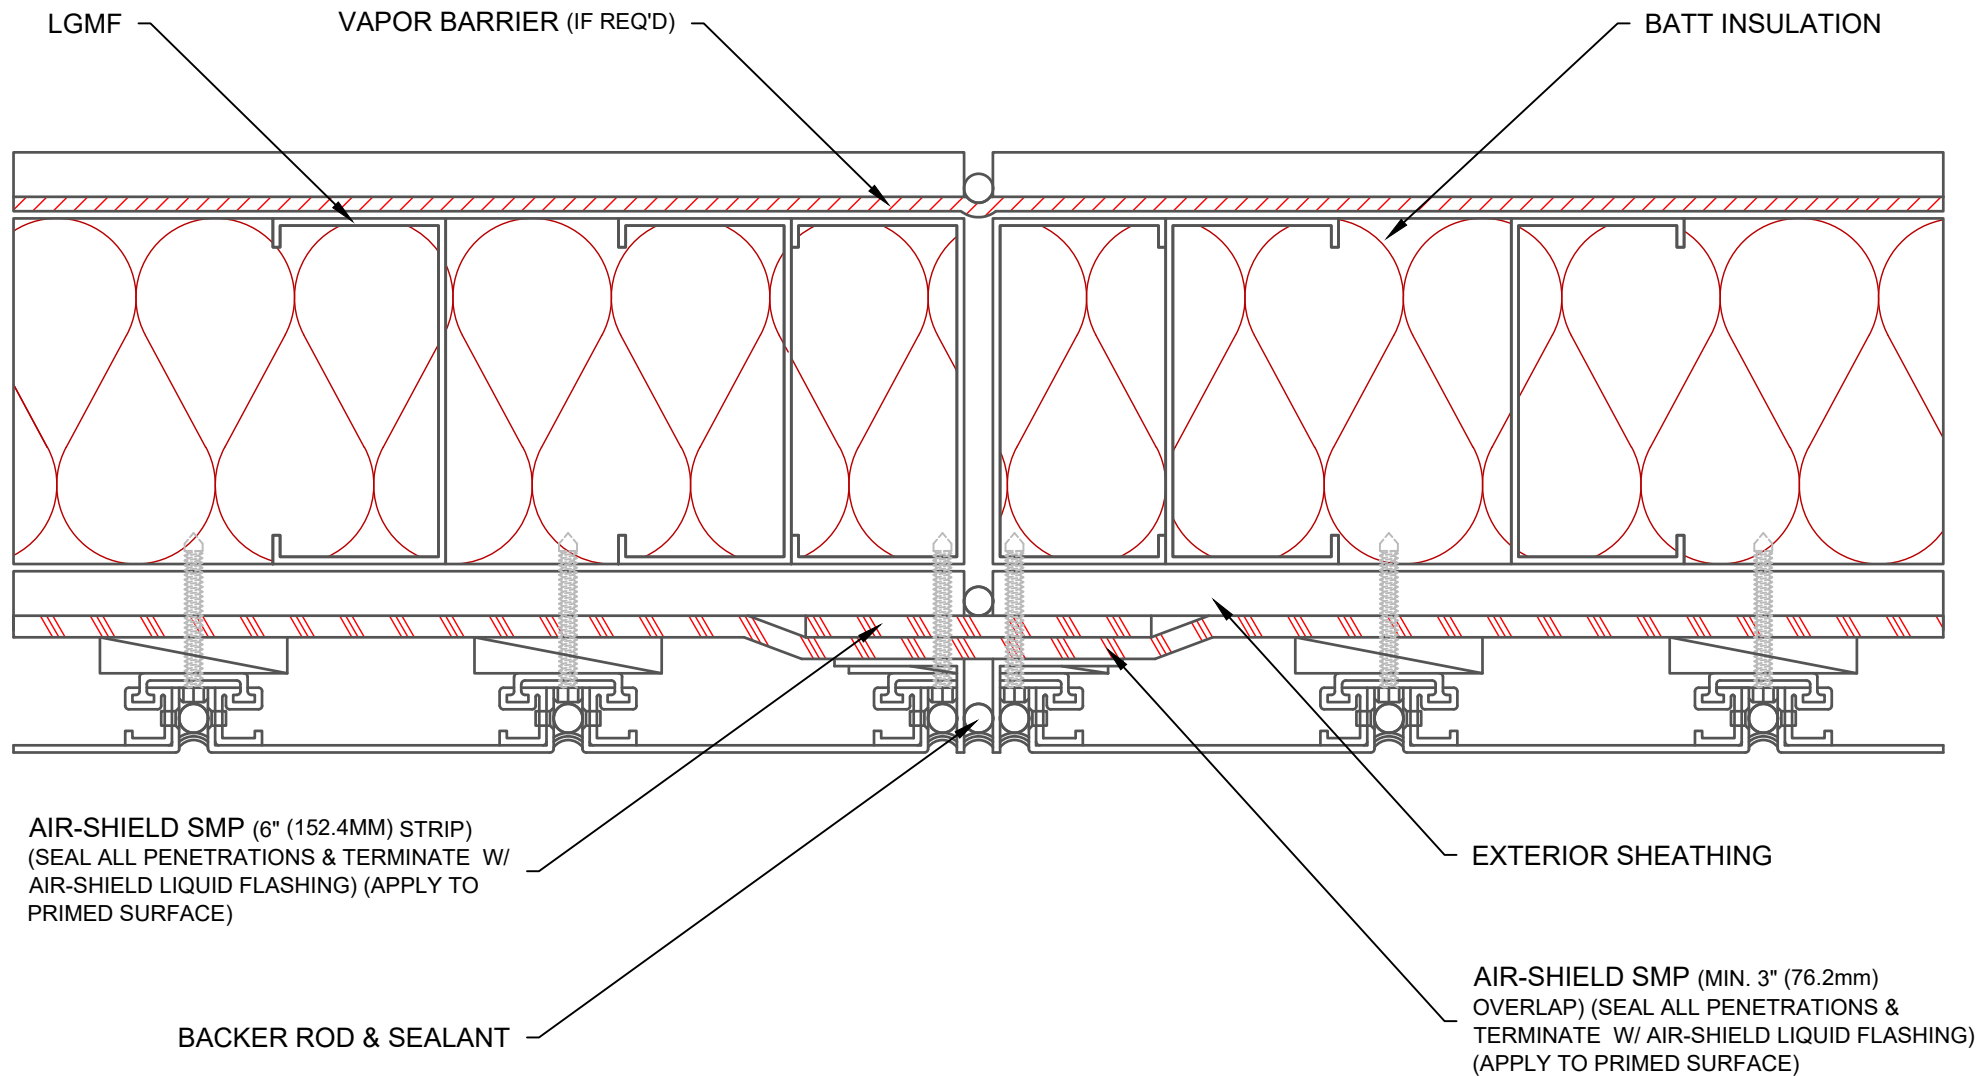 LGMF
VAPOR BARRIER (IF REQ'D)
BATT INSULATION
AIR-SHIELD SMP (6" (152.4MM) STRIP)
(SEAL ALL PENETRATIONS & TERMINATE W/
AIR-SHIELD LIQUID FLASHING) (APPLY TO
PRIMED SURFACE)
EXTERIOR SHEATHING
BACKER ROD & SEALANT
AIR-SHIELD SMP (MIN. 3" (76.2mm)
OVERLAP) (SEAL ALL PENETRATIONS &
TERMINATE W/ AIR-SHIELD LIQUID FLASHING)
(APPLY TO PRIMED SURFACE)